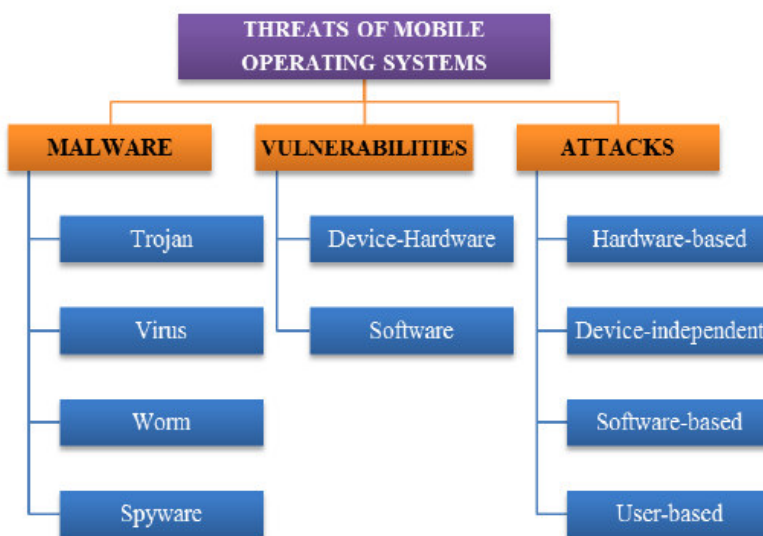 THREATS OF MOBILE
OPERATING SYSTEMS
MALWARE
VULNERABILITIES
ATTACKS
Trojan
Virus
Worm
Spyware
Device-Hardware
Software
Hardware-based
Device-independent
Software-based
User-based